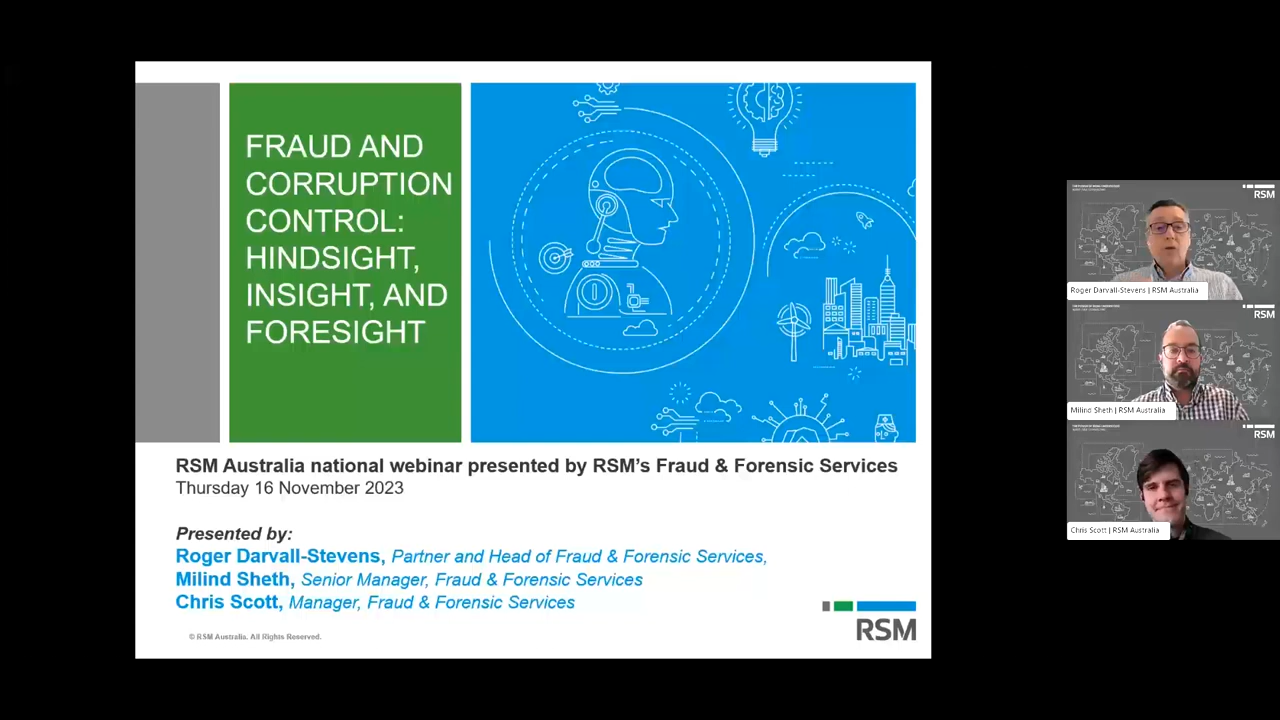 FRAUD AND
CORRUPTION
CONTROL:
HINDSIGHT,
INSIGHT, AND
FORESIGHT
RSM Australia national webinar presented by RSM's Fraud & Forensic Services
Thursday 16 November 2023
Presented by:
Roger Darvall-Stevens, Partner and Head of Fraud & Forensic Services,
Milind Sheth, Senior Manager, Fraud & Forensic Services
Chris Scott, Manager, Fraud & Forensic Services
© RSM Australia. All Rights Reserved.
RSM
RSM
Roger Darvall-Stevens | RSM Australia
RSM
Milind Sheth | RSM Australia
RSM
Chris Scott | RSM Australia